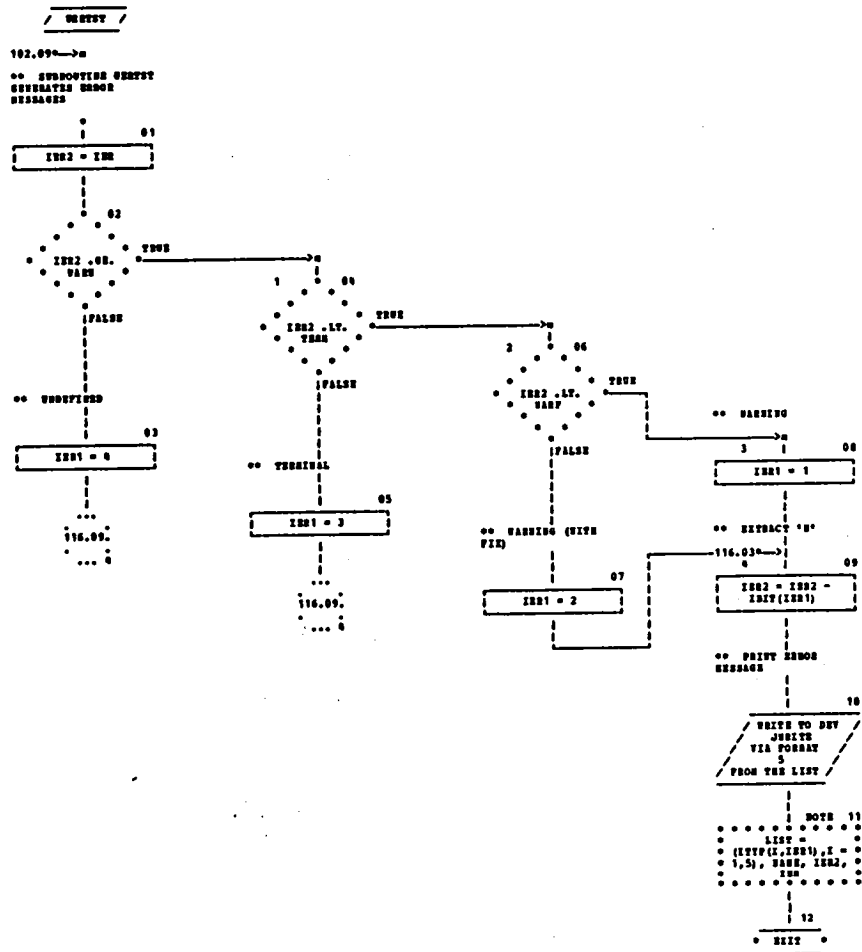 UERTST
102.09*--->*
** SUBROUTINE UERTST
GENERATES ERROR
MESSAGES
01
IER2 = IER
02
IER2 .GE.
WARN
TRUE
FALSE
** UNDEFINED
03
IER1 = 4
116.09.
4
1
04
IER2 .LT.
TERM
TRUE
FALSE
** TERMINAL
05
IER1 = 3
116.09.
4
2
06
IER2 .LT.
WARF
TRUE
FALSE
** WARNING (WITH
FIX)
07
IER1 = 2
** WARNING
3
08
IER1 = 1
** EXTRACT 'N'
116.03*--->
4
09
IER2 = IER2 -
IBIT(IER1)
** PRINT ERROR
MESSAGE
10
WRITE TO DEV
VIA FORMAT
5
FROM THE LIST
NOTE 11
LIST =
(ITYP(I,IER1),I =
1,5), NAME, IER2,
IER
12
EXIT